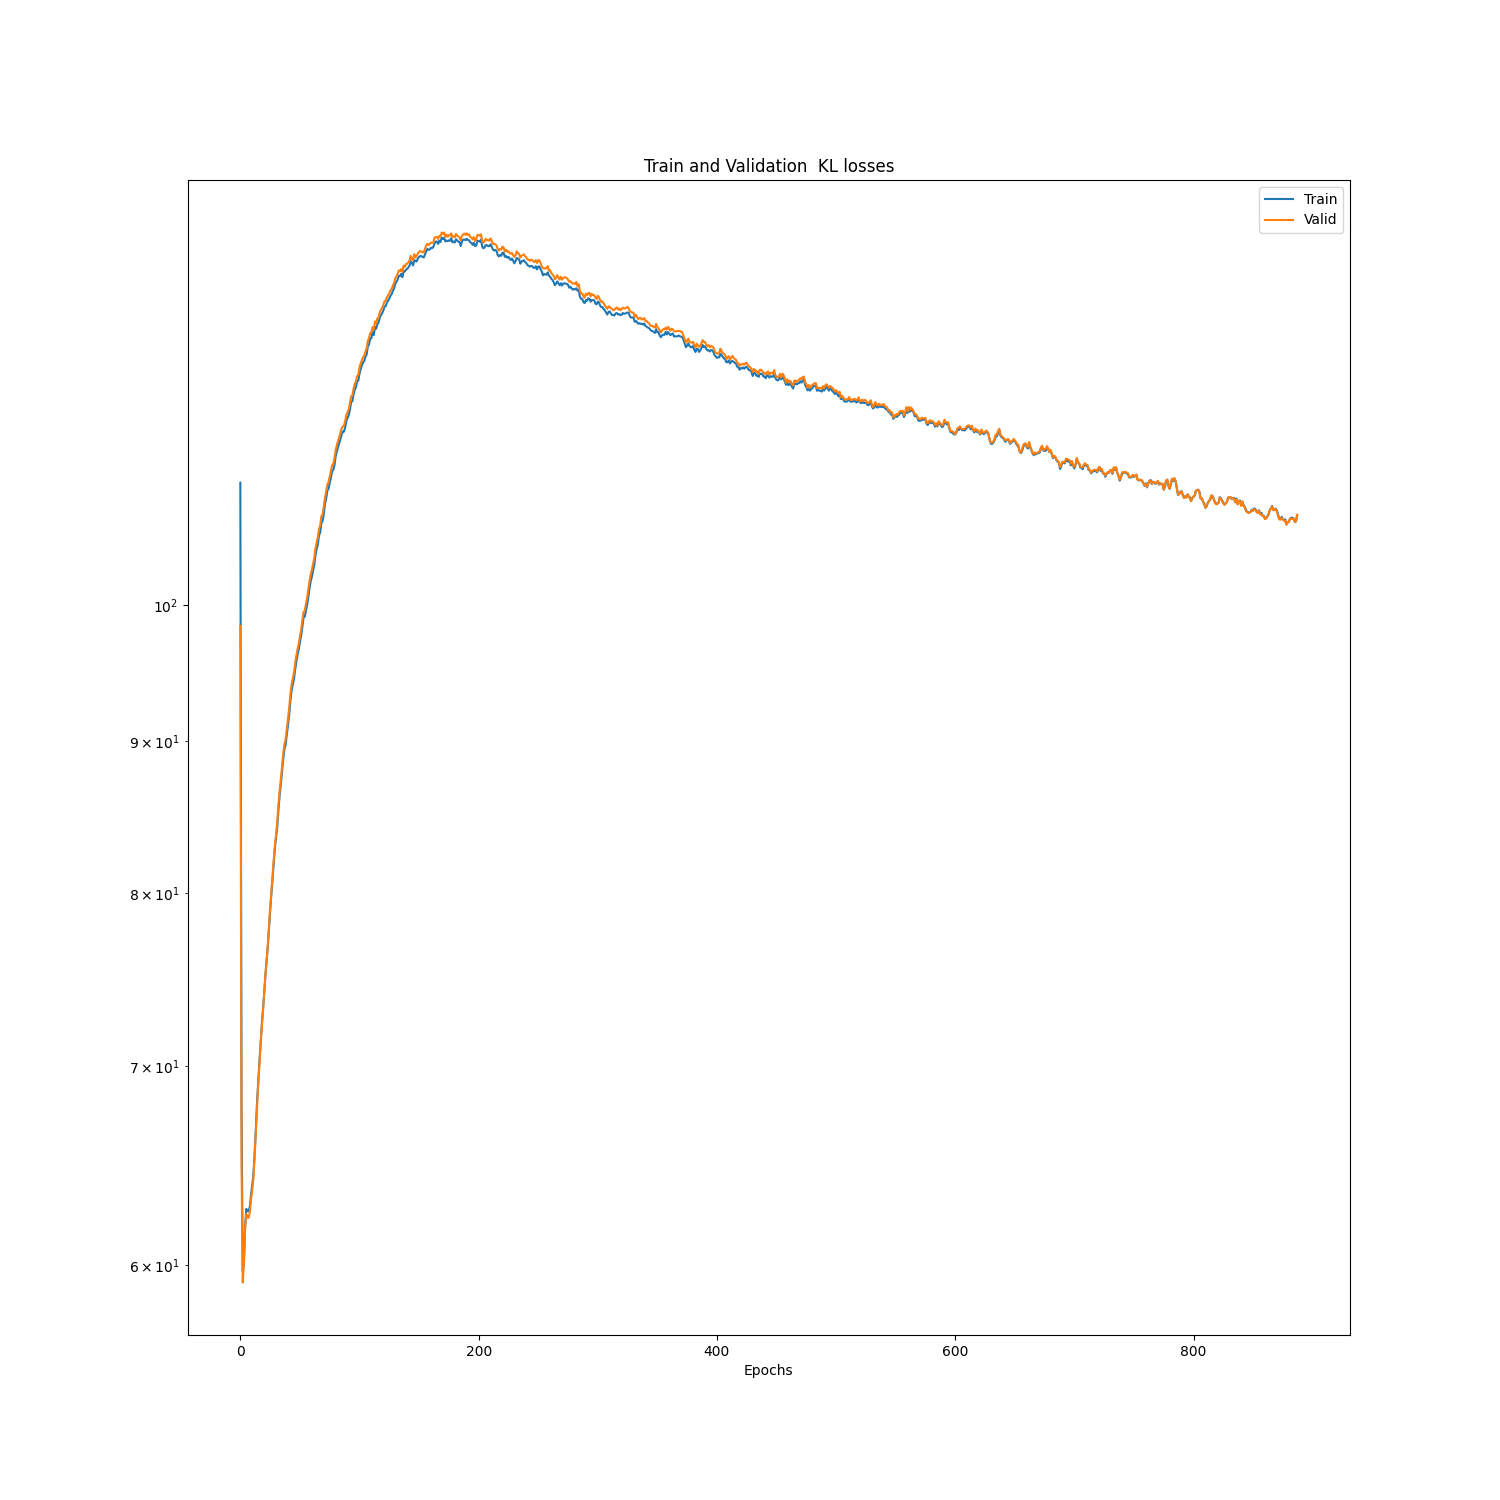 Train and Validation  KL losses
Train
Valid
10²
9 × 10¹
8 × 10¹
7 × 10¹
6 × 10¹
0 200 400 600 800
Epochs